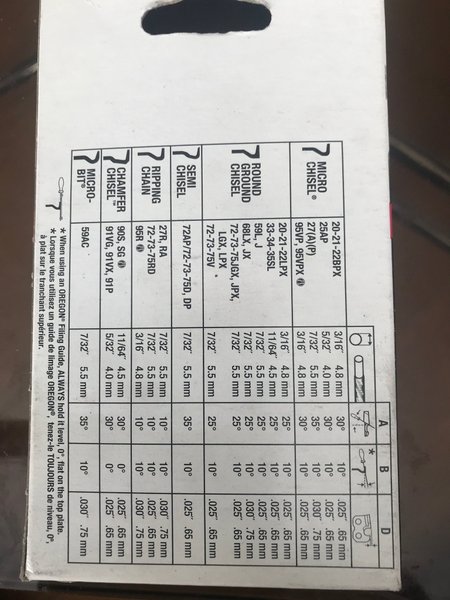 A B D
MICRO 20-21-22BPX 3/16" 4.8 mm 30° 10° .025" .65 mm
CHISEL® 25AP 5/32" 4.0 mm 30° 10° .025" .65 mm
27(A)(P) 7/32" 5.5 mm 35° 10° .025" .65 mm
95VP, 95VPX 3/16" 4.8 mm 30° 10° .025" .65 mm
ROUND 20-21-22LPX 3/16" 4.8 mm 25° 10° .025" .65 mm
GROUND 33-34-35SL 11/64" 4.5 mm 25° 10° .025" .65 mm
CHISEL 59L, J 7/32" 5.5 mm 25° 10° .030" .75 mm
68LX, JX 7/32" 5.5 mm 25° 10° .025" .65 mm
72-73-75JGX, JPX, 7/32" 5.5 mm 25° 10° .025" .65 mm
LGX, LPX
72-73-75V 7/32" 5.5 mm 25° 10° .025" .65 mm
SEMI 72AP/72-73-75D, DP 7/32" 5.5 mm 35° 10° .025" .65 mm
CHISEL
RIPPING 27R, RA 7/32" 5.5 mm 10° 10° .025" .65 mm
CHAIN 72-73-75RD 7/32" 5.5 mm 10° 10° .025" .65 mm
95R 3/16" 4.8 mm 10° 10° .030" .75 mm
CHAMFER 90S, SG 11/64" 4.5 mm 30° 0° .025" .65 mm
CHISEL™ 91VG, 91VX, 91P 5/32" 4.0 mm 30° 0° .025" .65 mm
MICRO- 59AC 7/32" 5.5 mm 35° 10° .030" .75 mm
BIT®
* When using an OREGON® Filing Guide, ALWAYS hold it level, 0°, flat on the top plate.
* Lorsque vous utilisez un guide de limage OREGON®, tenez-le TOUJOURS de niveau, 0°,
à plat sur le tranchant supérieur.